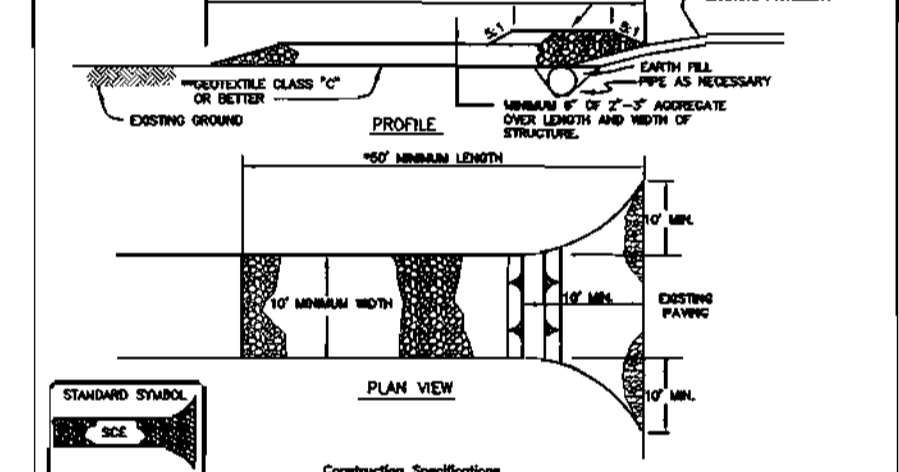 5:1
5:1
EARTH FILL
PIPE AS NECESSARY
GEOTEXTILE CLASS "C"
OR BETTER
EXISTING GROUND
PROFILE
MINIMUM 6" OF 2"-3" AGGREGATE
OVER LENGTH AND WIDTH OF
STRUCTURE.
*50' MINIMUM LENGTH
10' MIN.
10' MINIMUM WIDTH
10' MIN.
EXISTING
PAVING
PLAN VIEW
10' MIN.
STANDARD SYMBOL
SCE
Construction Specifications